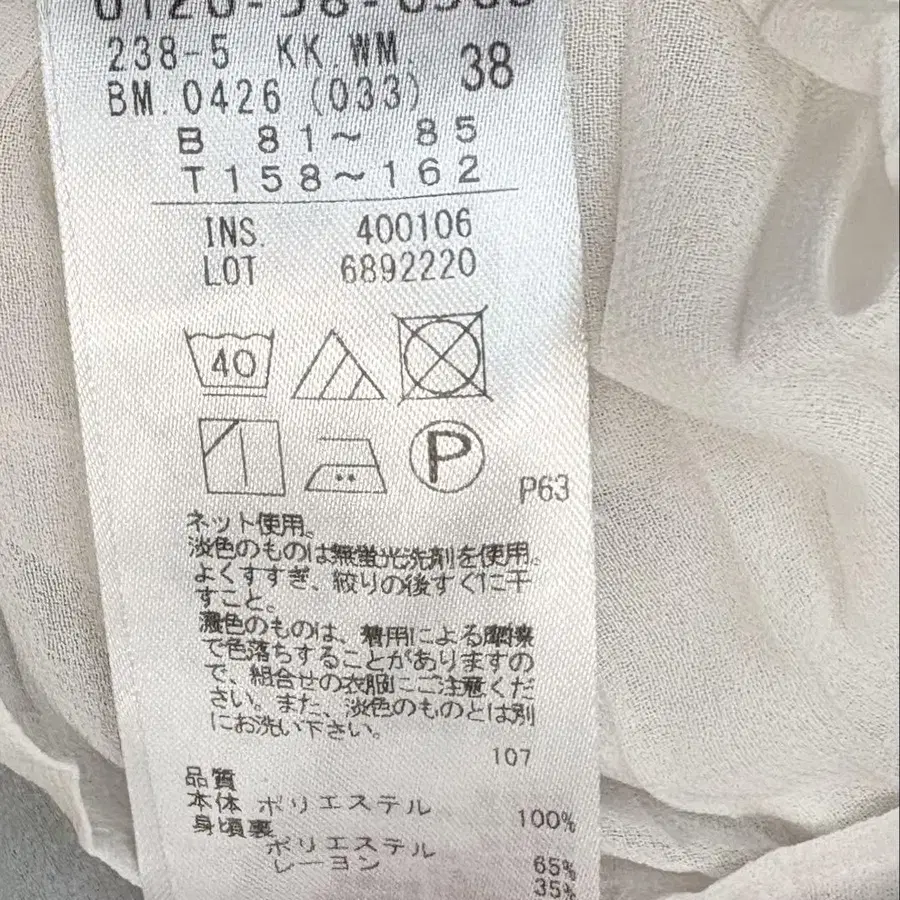 238-5 KK.WM. 38
BM.0426 (033)
B 81〜 85
T158〜162
INS. 400106
LOT 6892220
40
P
P63
ネット使用。
淡色のものは無蛍光洗剤を使用。
よくすすぎ、絞りの後すぐに干
すこと。
濃色のものは、着用による摩擦
で色落ちすることがありますの
で、組合せの衣服にご注意くだ
さい。また、淡色のものとは別
にお洗い下さい。
107
品質
本体 ポリエステル 100%
身頃裏
ポリエステル 65%
レーヨン 35%